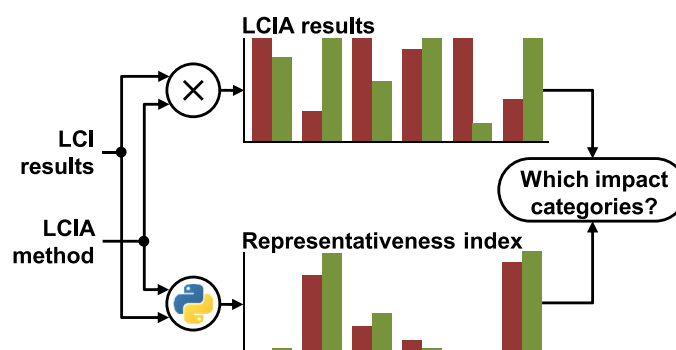 LCIA results
LCI
results
Which impact
categories?
LCIA
method
Representativeness index